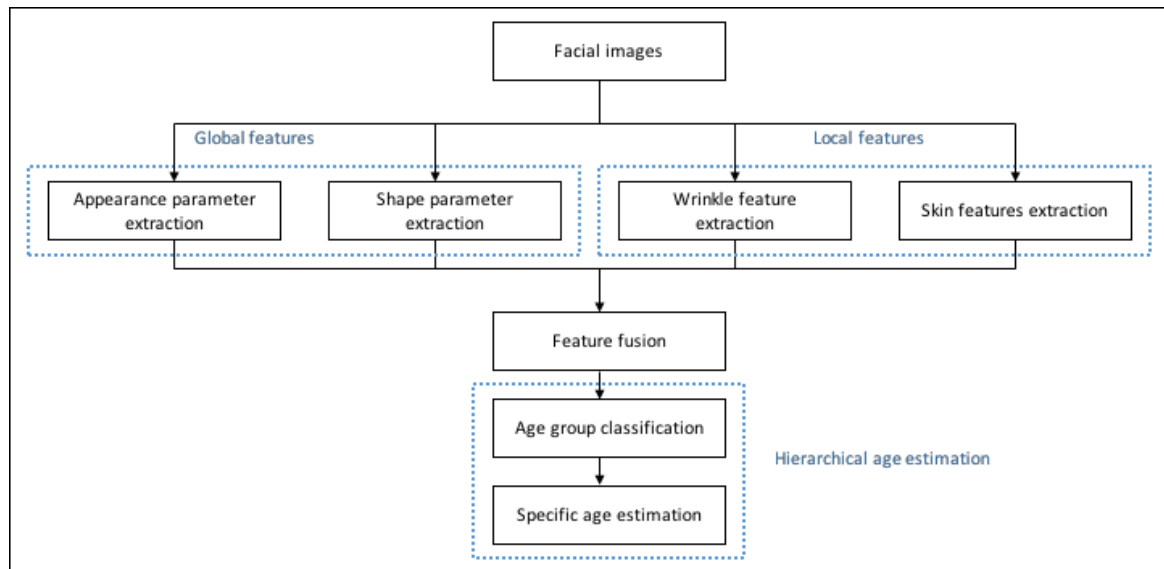 Facial images
Global features
Local features
Appearance parameter
extraction
Shape parameter
extraction
Wrinkle feature
extraction
Skin features extraction
Feature fusion
Age group classification
Hierarchical age estimation
Specific age estimation